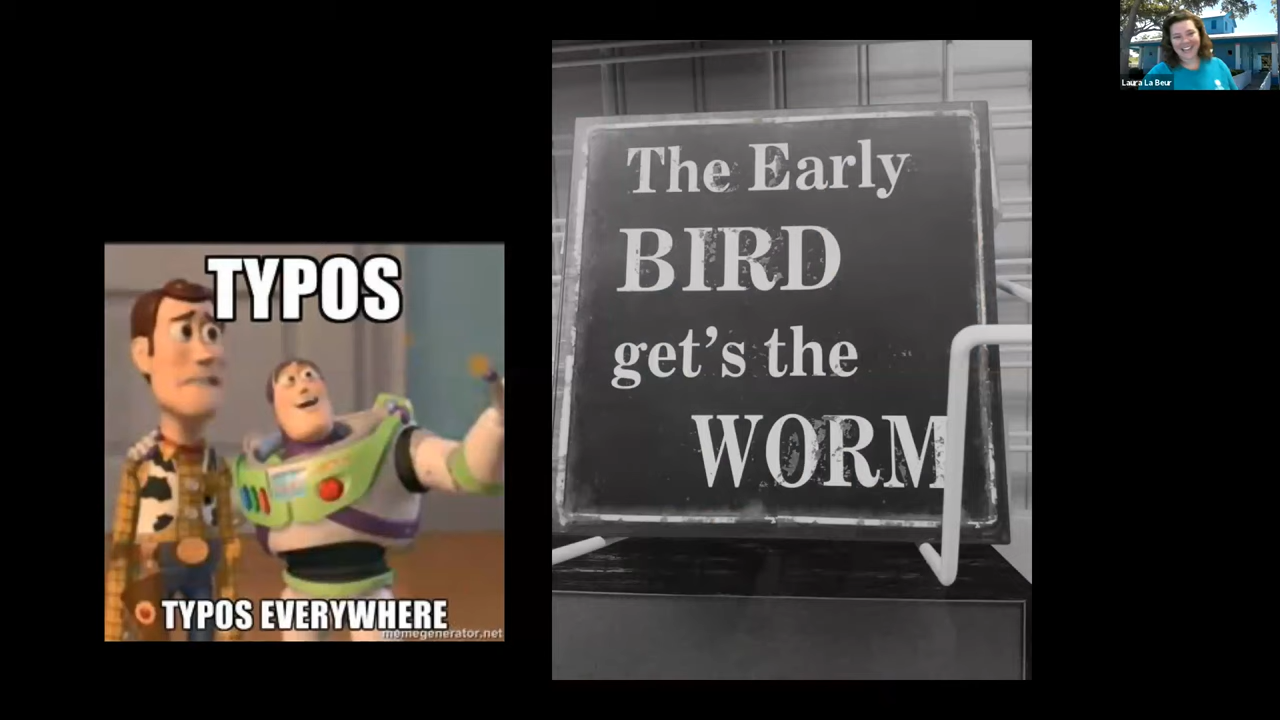 Laura La Beur
TYPOS
TYPOS EVERYWHERE
memegenerator.net
The Early
BIRD
get’s the
WORM